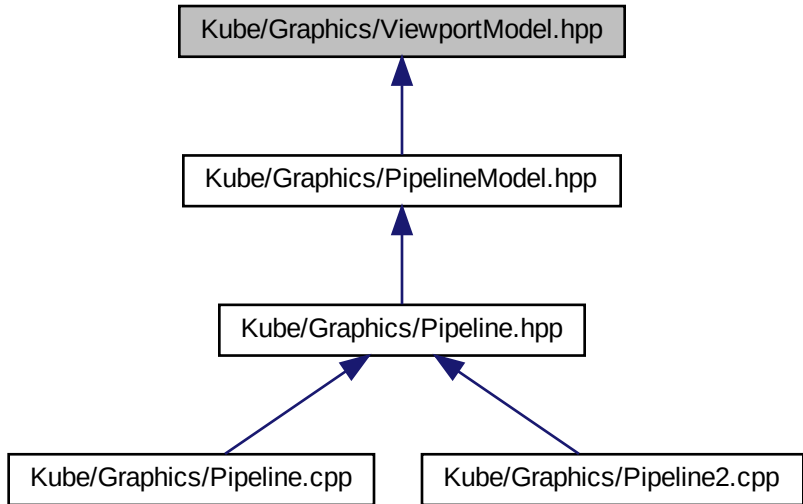 Kube/Graphics/ViewportModel.hpp
Kube/Graphics/PipelineModel.hpp
Kube/Graphics/Pipeline.hpp
Kube/Graphics/Pipeline.cpp
Kube/Graphics/Pipeline2.cpp